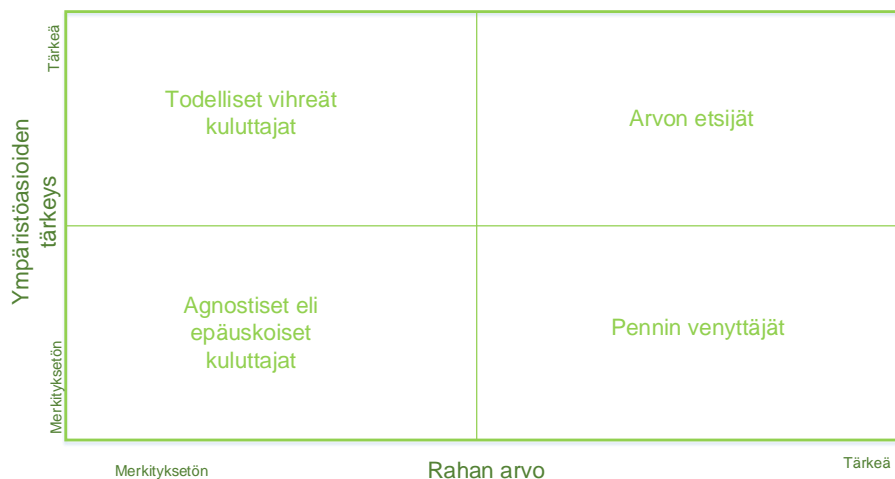 Tärkeä
Ympäristöasioiden
tärkeys
Merkityksetön
Todelliset vihreät
kuluttajat
Arvon etsijät
Agnostiset eli
epäuskoiset
kuluttajat
Pennin venyttäjät
Merkityksetön
Rahan arvo
Tärkeä